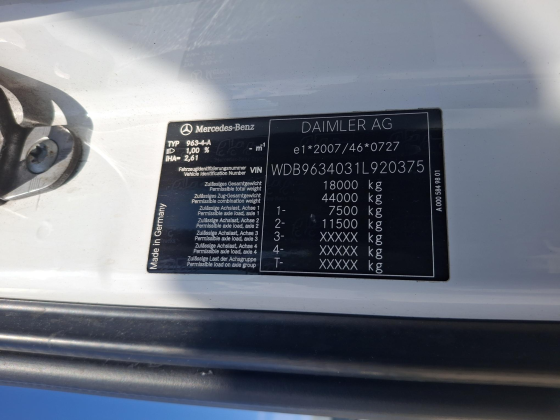 Mercedes-Benz
TYP 963-4-A - m⁻¹
1,00 %
IHA= 2,61
DAIMLER AG
e1*2007/46*0727
Fahrzeugidentifizierungsnummer
Vehicle Identification Number VIN WDB9634031L920375
Zulässiges Gesamtgewicht
Permissible total weight 18000 kg
Zulässiges Zug-Gesamtgewicht
Permissible combination weight 44000 kg
Zulässige Achslast, Achse 1
Permissible axle load, axle 1 1- 7500 kg
Zulässige Achslast, Achse 2
Permissible axle load, axle 2 2- 11500 kg
Zulässige Achslast, Achse 3
Permissible axle load, axle 3 3- XXXXX kg
Zulässige Achslast, Achse 4
Permissible axle load, axle 4 4- XXXXX kg
Zulässige Last der Achsgruppe
Permissible load on axle group T- XXXXX kg
Made in Germany
A 000 584 98 01